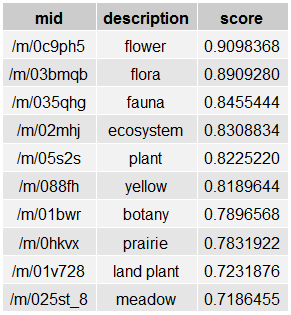 mid description score
/m/0c9ph5 flower 0.9098368
/m/03bmqb flora 0.8909280
/m/035qhg fauna 0.8455444
/m/02mhj ecosystem 0.8308834
/m/05s2s plant 0.8225220
/m/088fh yellow 0.8189644
/m/01bwr botany 0.7896568
/m/0hkvx prairie 0.7831922
/m/01v728 land plant 0.7231876
/m/025st_8 meadow 0.7186455